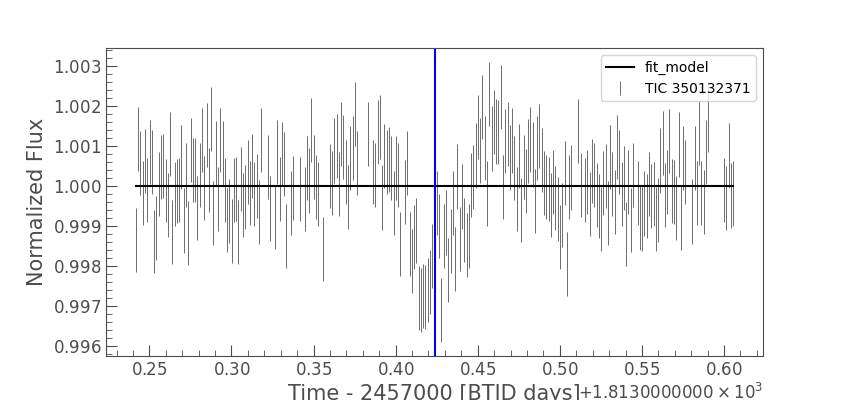 1.003
1.002
1.001
1.000
0.999
0.998
0.997
0.996
Normalized Flux
fit_model
TIC 350132371
0.25 0.30 0.35 0.40 0.45 0.50 0.55 0.60
Time - 2457000 [BTJD days]
+1.8130000000 × 10³